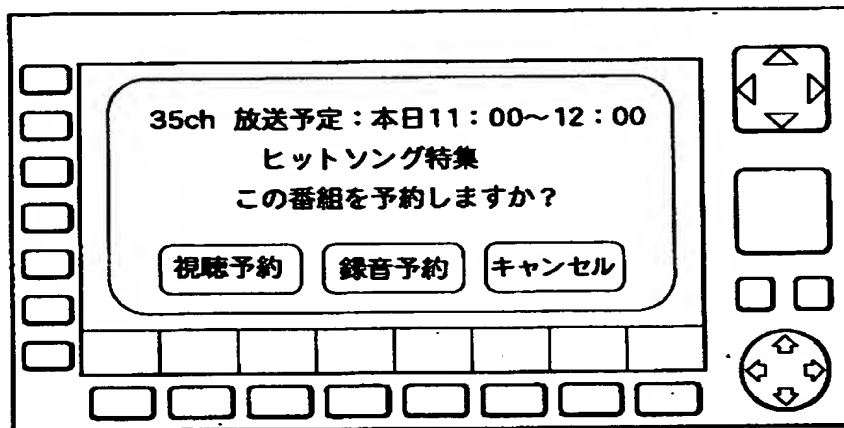 35ch 放送予定：本日11：00～12：00
ヒットソング特集
この番組を予約しますか？
視聴予約 録音予約 キャンセル